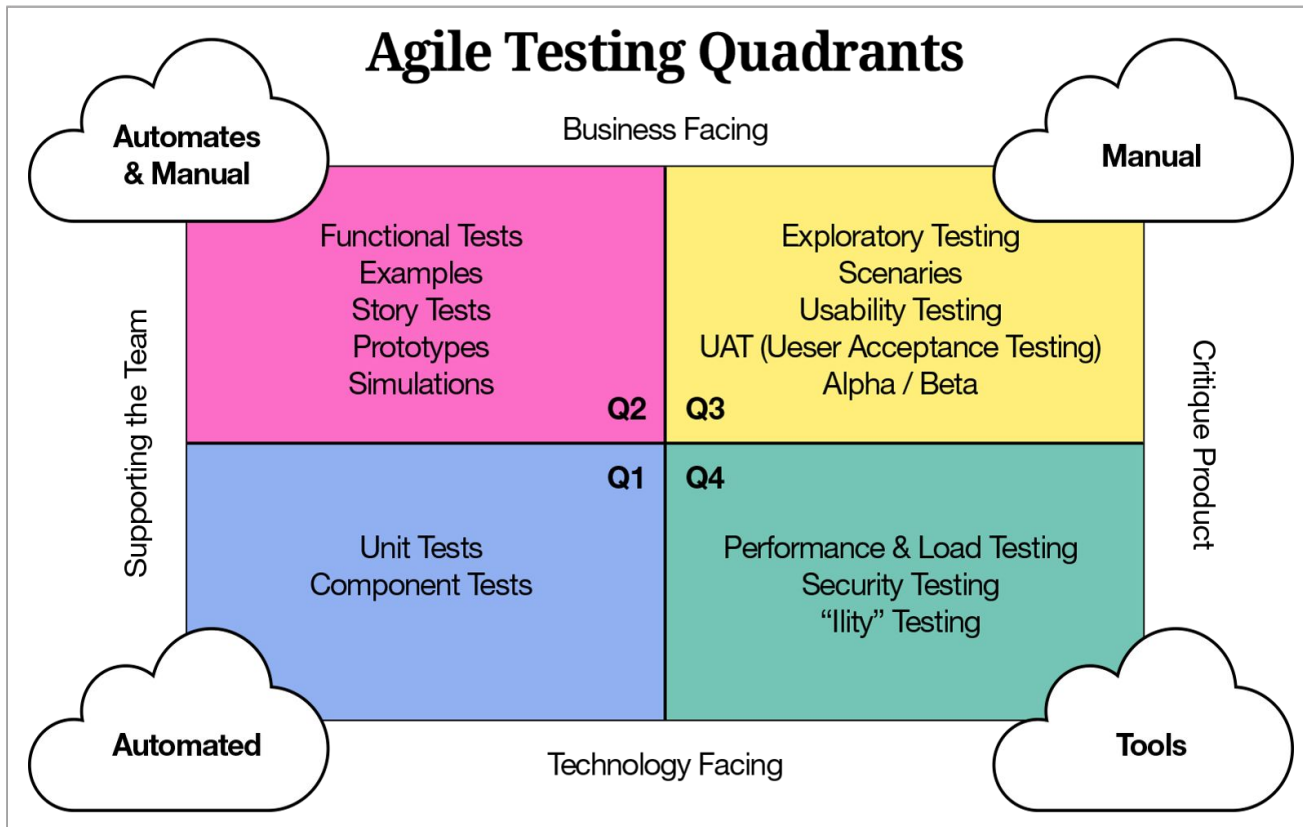 Agile Testing Quadrants
Business Facing
Automates
& Manual
Manual
Supporting the Team
Functional Tests
Examples
Story Tests
Prototypes
Simulations
Q2
Exploratory Testing
Scenaries
Usability Testing
UAT (Ueser Acceptance Testing)
Alpha / Beta
Q3
Critique Product
Q1
Unit Tests
Component Tests
Q4
Performance & Load Testing
Security Testing
“Ility” Testing
Automated
Tools
Technology Facing